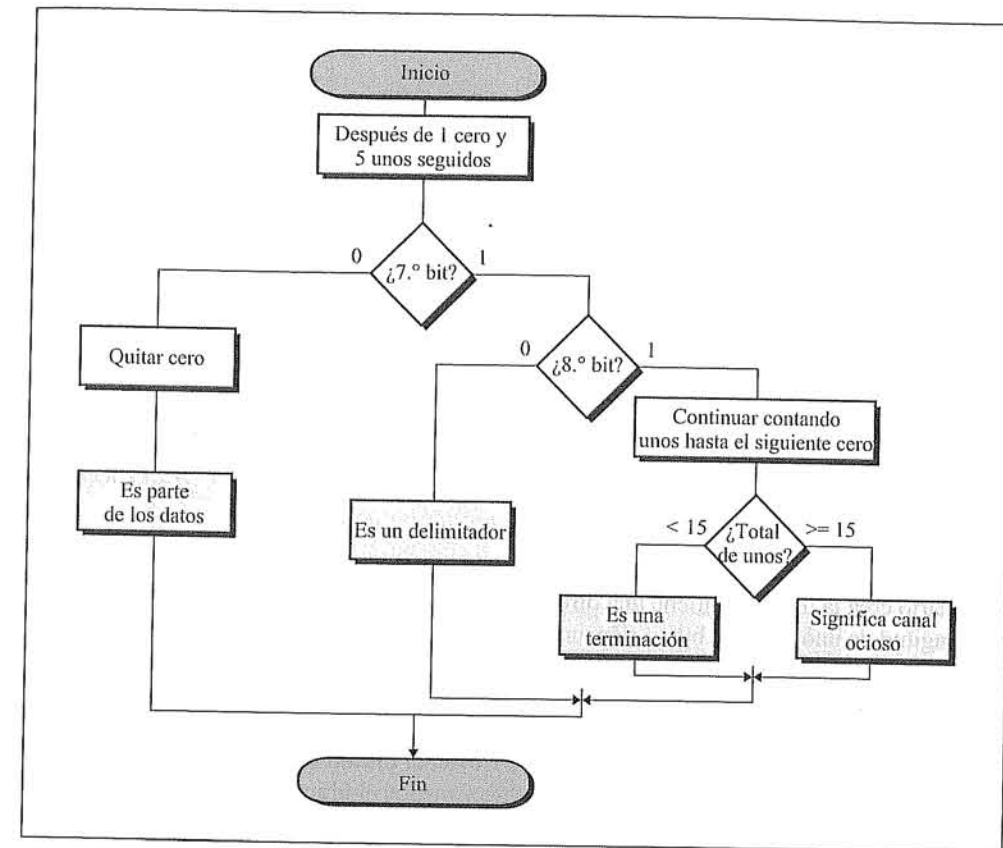 Inicio
Después de 1 cero y
5 unos seguidos
0
¿7.º bit?
1
Quitar cero
0
¿8.º bit?
1
Continuar contando
unos hasta el siguiente cero
Es parte
de los datos
Es un delimitador
< 15
¿Total
de unos?
>= 15
Es una
terminación
Significa canal
ocioso
Fin